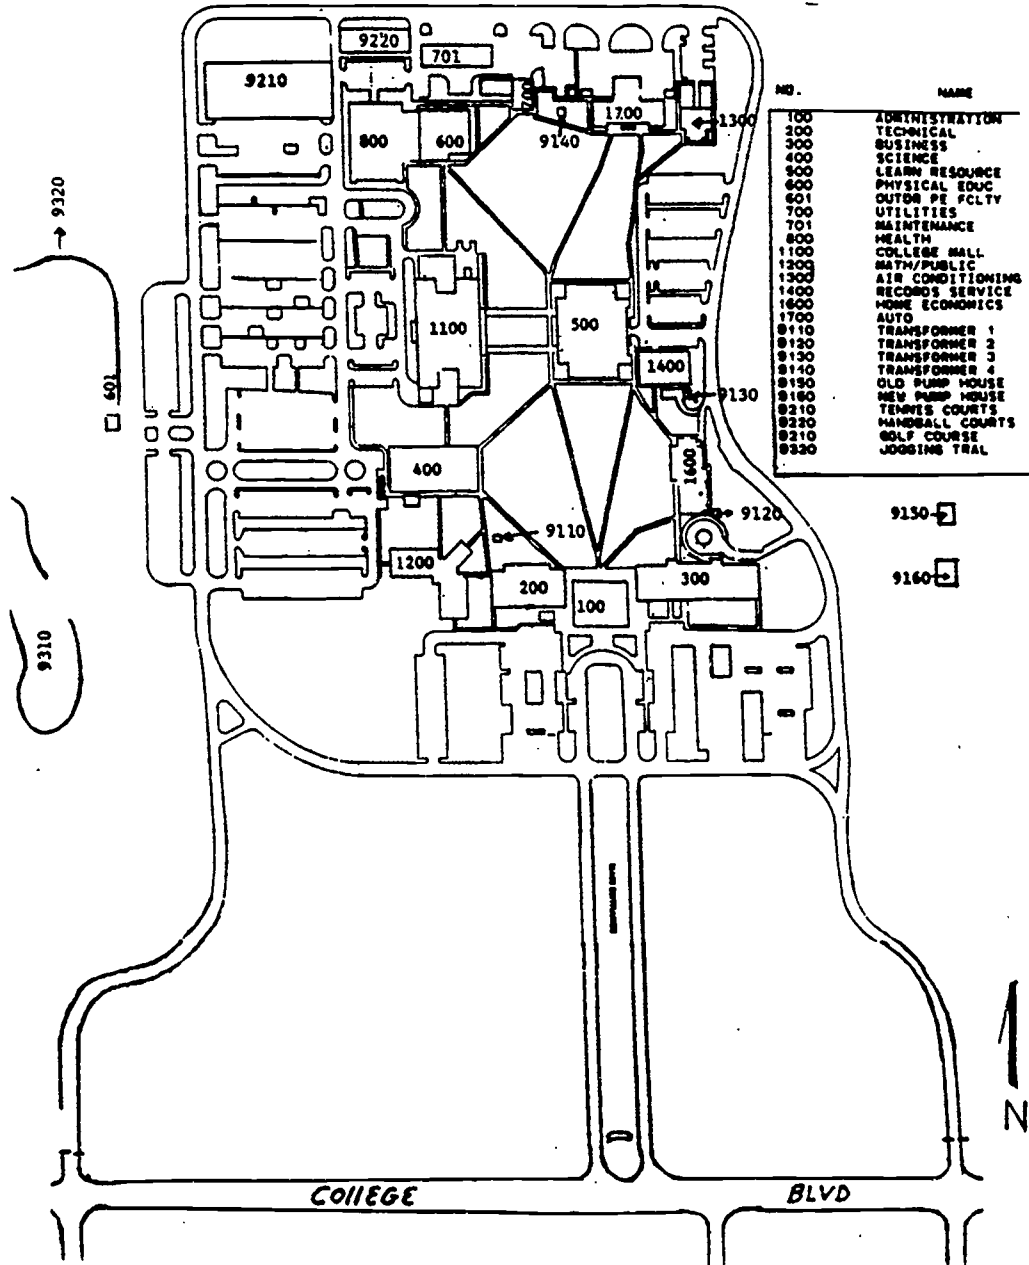 9220
701
9210
1700
1300
9140
800
600
9320
NO. NAME
100 ADMINISTRATION
200 TECHNICAL
300 BUSINESS
400 SCIENCE
500 LEARN RESOURCE
600 PHYSICAL EDUC
601 OUTDR PE FCLTY
700 UTILITIES
701 MAINTENANCE
800 HEALTH
1100 COLLEGE MALL
1200 MATH/PUBLIC
1300 AIR CONDITIONING
1400 RECORDS SERVICE
1600 HOME ECONOMICS
1700 AUTO
9110 TRANSFORMER 1
9120 TRANSFORMER 2
9130 TRANSFORMER 3
9140 TRANSFORMER 4
9150 OLD PUMP HOUSE
9160 NEW PUMP HOUSE
9210 TENNIS COURTS
9220 HANDBALL COURTS
9210 GOLF COURSE
9320 JOGGING TRAL
1100
500
1400
9130
601
400
1600
9110
9120
9150
1200
200
100
300
9160
9310
N
COllEGE BLVD